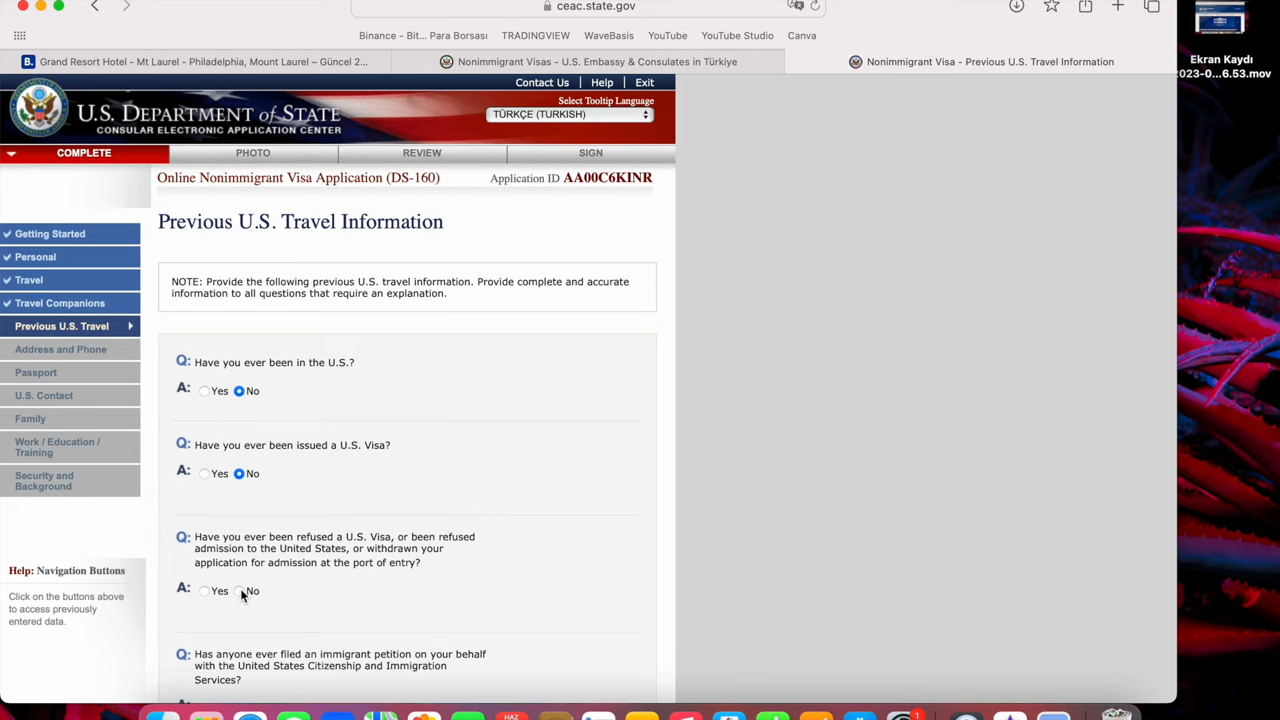 ceac.state.gov
Binance - Bit... Para Borsası TRADINGVIEW WaveBasis YouTube YouTube Studio Canva
B. Grand Resort Hotel - Mt Laurel - Philadelphia, Mount Laurel – Güncel 2... Nonimmigrant Visas - U.S. Embassy & Consulates in Türkiye Nonimmigrant Visa - Previous U.S. Travel Information
Ekran Kaydı
2023-0...6.53.mov
Contact Us Help Exit
Select Tooltip Language
TÜRKÇE (TURKISH)
U.S. DEPARTMENT of STATE
CONSULAR ELECTRONIC APPLICATION CENTER
COMPLETE PHOTO REVIEW SIGN
Online Nonimmigrant Visa Application (DS-160) Application ID AA00C6KINR
Previous U.S. Travel Information
Getting Started
Personal
Travel
Travel Companions
Previous U.S. Travel
Address and Phone
Passport
U.S. Contact
Family
Work / Education /
Training
Security and
Background
Help: Navigation Buttons
Click on the buttons above
to access previously
entered data.
NOTE: Provide the following previous U.S. travel information. Provide complete and accurate
information to all questions that require an explanation.
Q: Have you ever been in the U.S.?
A: Yes No
Q: Have you ever been issued a U.S. Visa?
A: Yes No
Q: Have you ever been refused a U.S. Visa, or been refused
admission to the United States, or withdrawn your
application for admission at the port of entry?
A: Yes No
Q: Has anyone ever filed an immigrant petition on your behalf
with the United States Citizenship and Immigration
Services?
HAZ
1